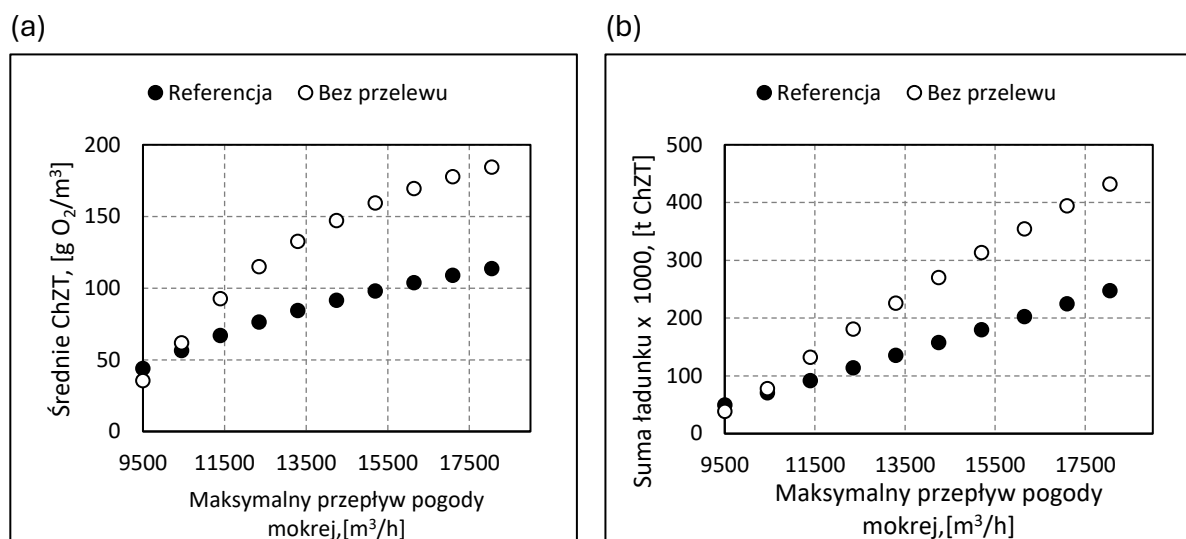 (a)
Referencja Bez przelewu
Średnie ChZT, [g O₂/m³]
200
150
100
50
0
9500 11500 13500 15500 17500
Maksymalny przepływ pogody
mokrej,[m³/h]
(b)
Referencja Bez przelewu
Suma ładunku x 1000, [t ChZT]
500
400
300
200
100
0
9500 11500 13500 15500 17500
Maksymalny przepływ pogody
mokrej,[m³/h]